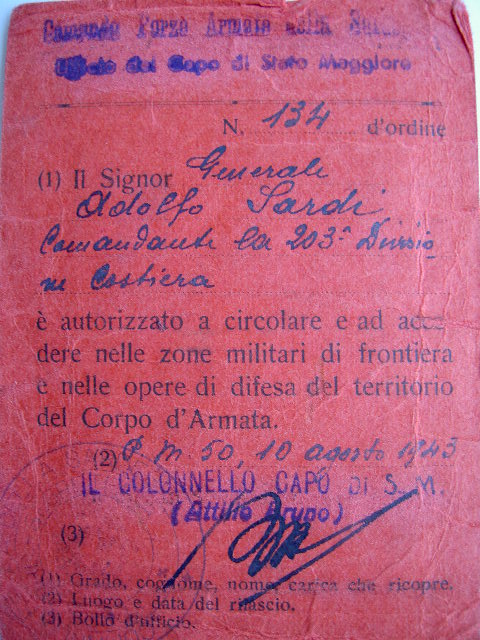 Comando Forze Armate della Sardegna
Ufficio del Capo di Stato Maggiore
N. 134 d'ordine
(1) Il Signor Generale
Adolfo Sardi
Comandante la 203ª Divisio-
ne Costiera
è autorizzato a circolare e ad acce-
dere nelle zone militari di frontiera
e nelle opere di difesa del territorio
del Corpo d'Armata.
(2) P.M. 50, 10 agosto 1943
IL COLONNELLO CAPO DI S. M.
(Attilio Bruno)
(3)
(1) Grado, cognome, nome, carica che ricopre.
(2) Luogo e data del rilascio.
(3) Bollo d'ufficio.